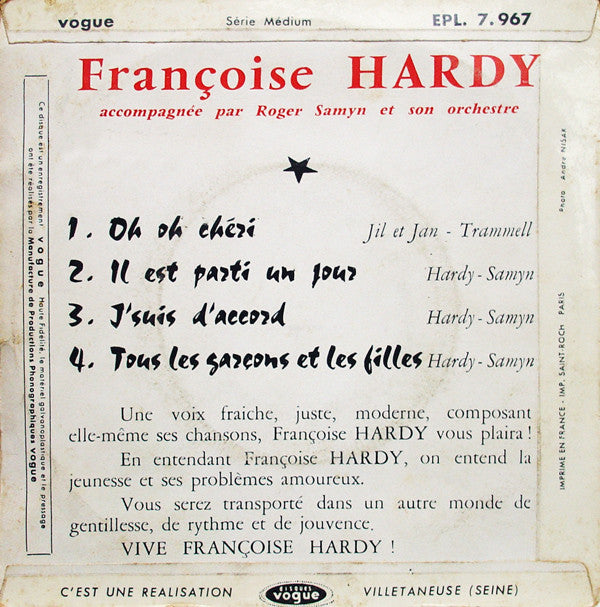 vogue Série Médium EPL. 7.967
Françoise HARDY
accompagnée par Roger Samyn et son orchestre
1. Oh oh chéri Jil et Jan - Trammell
2. Il est parti un jour Hardy-Samyn
3. J'suis d'accord Hardy-Samyn
4. Tous les garçons et les filles Hardy-Samyn
Une voix fraiche, juste, moderne, composant
elle-même ses chansons, Françoise HARDY vous plaira !
En entendant Françoise HARDY, on entend la
jeunesse et ses problèmes amoureux.
Vous serez transporté dans un autre monde de
gentillesse, de rythme et de jouvence.
VIVE FRANÇOISE HARDY !
Ce disque est un enregistrement vogue Haute Fidélité, le matériel galvanoplastique et le pressage
ont été réalisés par la Manufacture de Productions Phonographiques Vogue
Photo André NISAK
IMPRIMÉ EN FRANCE - IMP. SAINT-ROCH PARIS
C'EST UNE REALISATION DISQUES vogue VILLETANEUSE (SEINE)